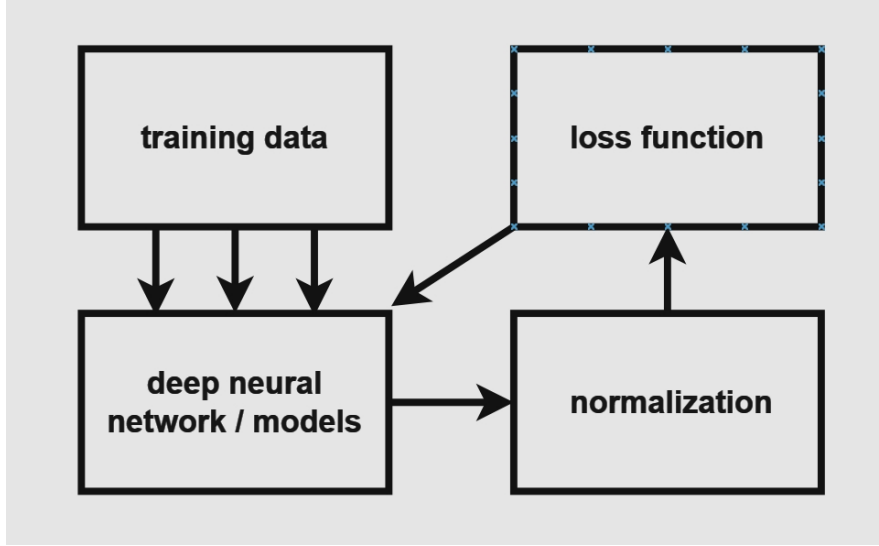 training data
loss function
deep neural
network / models
normalization